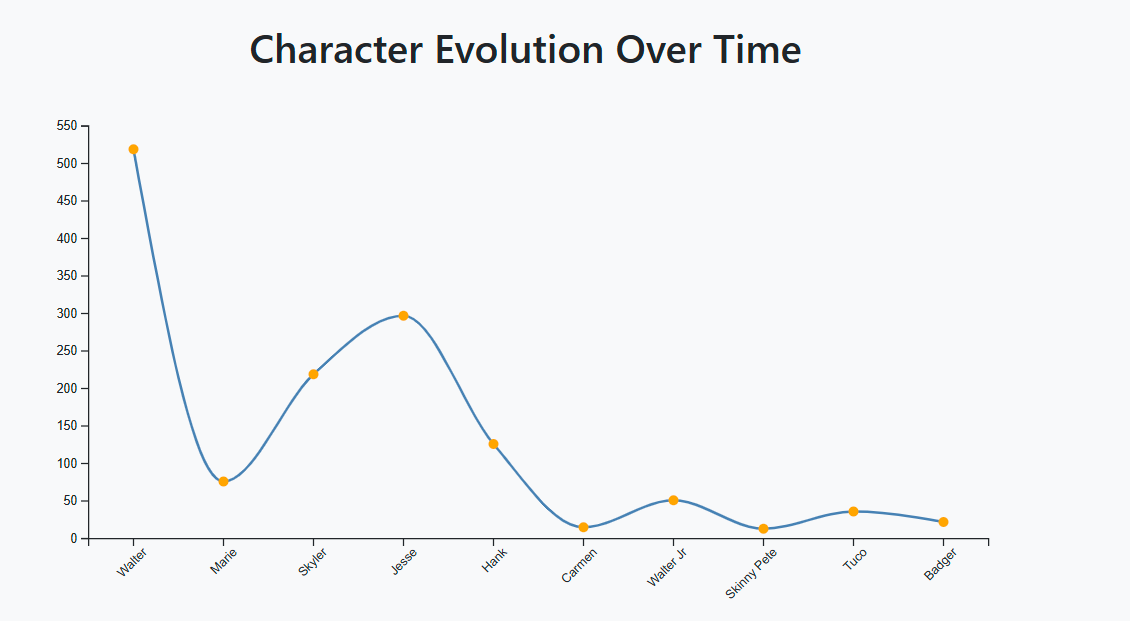 Character Evolution Over Time
550
500
450
400
350
300
250
200
150
100
50
0
Walter
Marie
Skyler
Jesse
Hank
Carmen
Walter Jr
Skinny Pete
Tuco
Badger